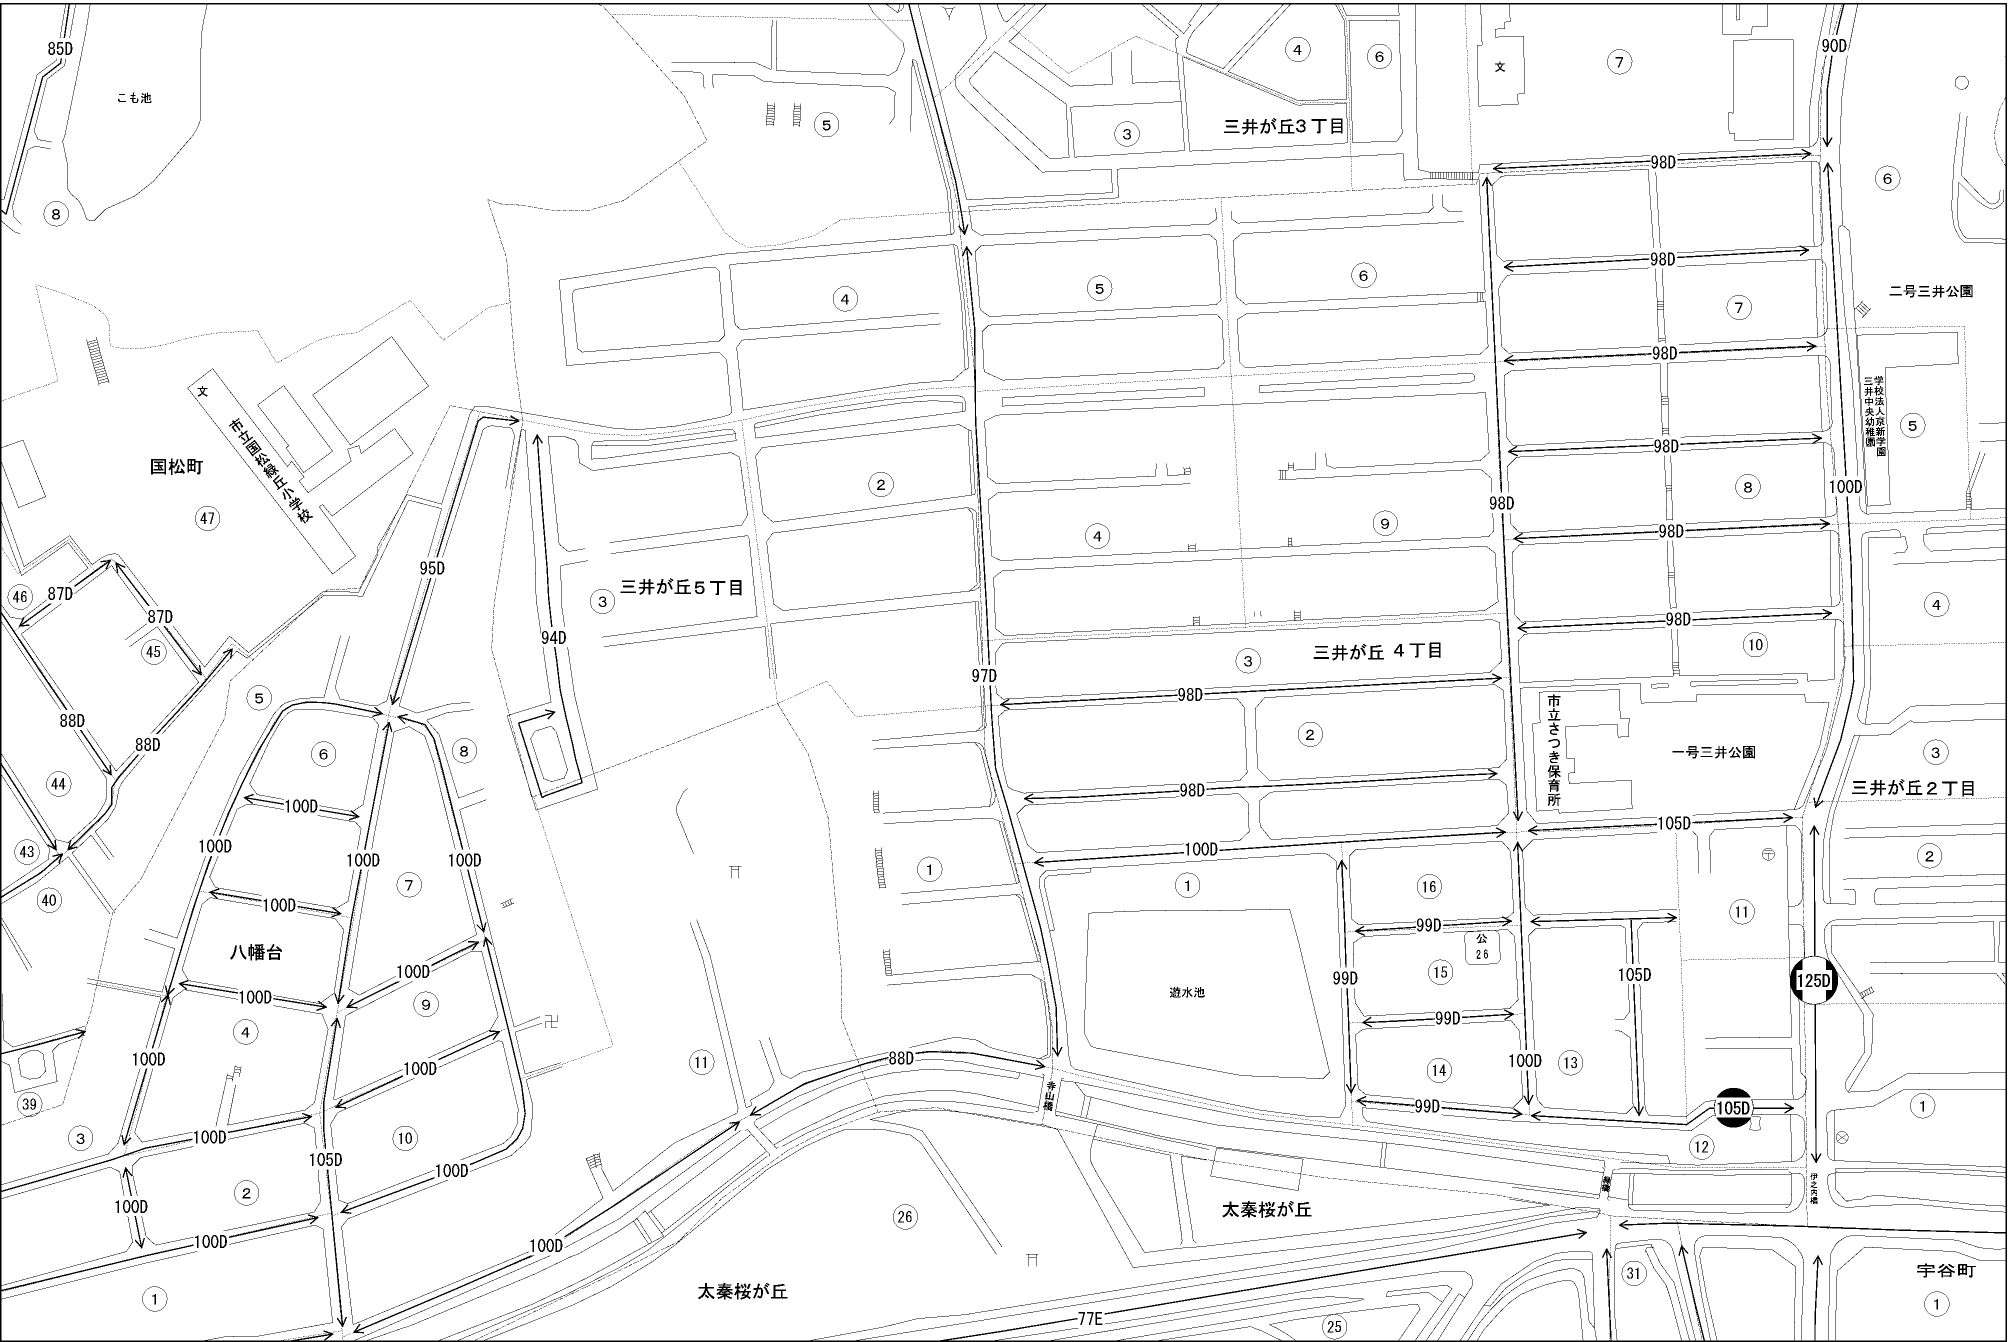 85D
90D
こも池
4
6
文
7
5
3
三井が丘3丁目
98D
6
8
98D
6
5
4
二号三井公園
7
98D
文
学校法人京新学園
三井中央幼稚園
5
市立国松緑丘小学校
国松町
98D
2
100D
8
98D
47
9
4
98D
95D
87D
46
三井が丘5丁目
3
4
87D
98D
94D
45
三井が丘 4丁目
10
3
97D
5
98D
市立さつき保育所
88D
2
88D
6
8
一号三井公園
3
44
98D
三井が丘2丁目
100D
105D
43
100D
100D
100D
100D
2
1
1
16
7
40
100D
11
99D
公
26
八幡台
100D
15
99D
105D
125D
遊水池
100D
9
99D
4
100D
88D
11
100D
100D
13
14
39
寺山橋
99D
105D
1
3
100D
10
12
105D
100D
2
100D
伊之内橋
太秦桜が丘
26
100D
100D
31
宇谷町
太秦桜が丘
1
1
77E
25